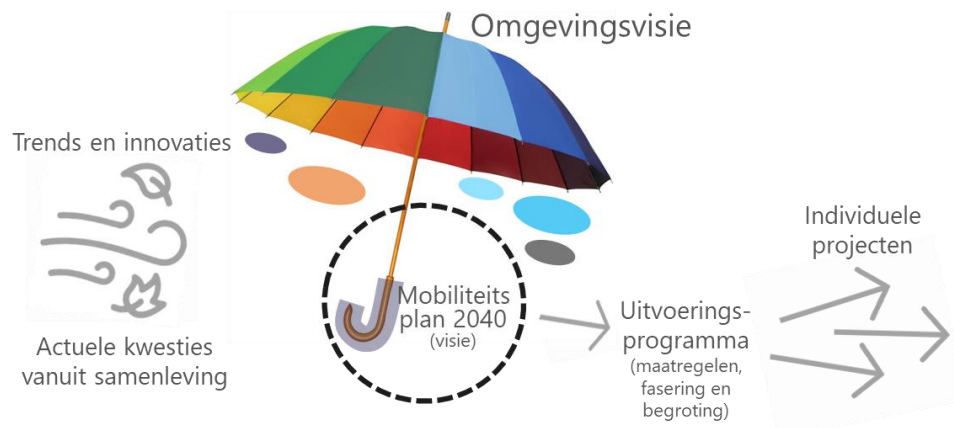 Omgevingsvisie
Trends en innovaties
Actuele kwesties
vanuit samenleving
Mobiliteits
plan 2040
(visie)
Uitvoerings-
programma
(maatregelen,
fasering en
begroting)
Individuele
projecten